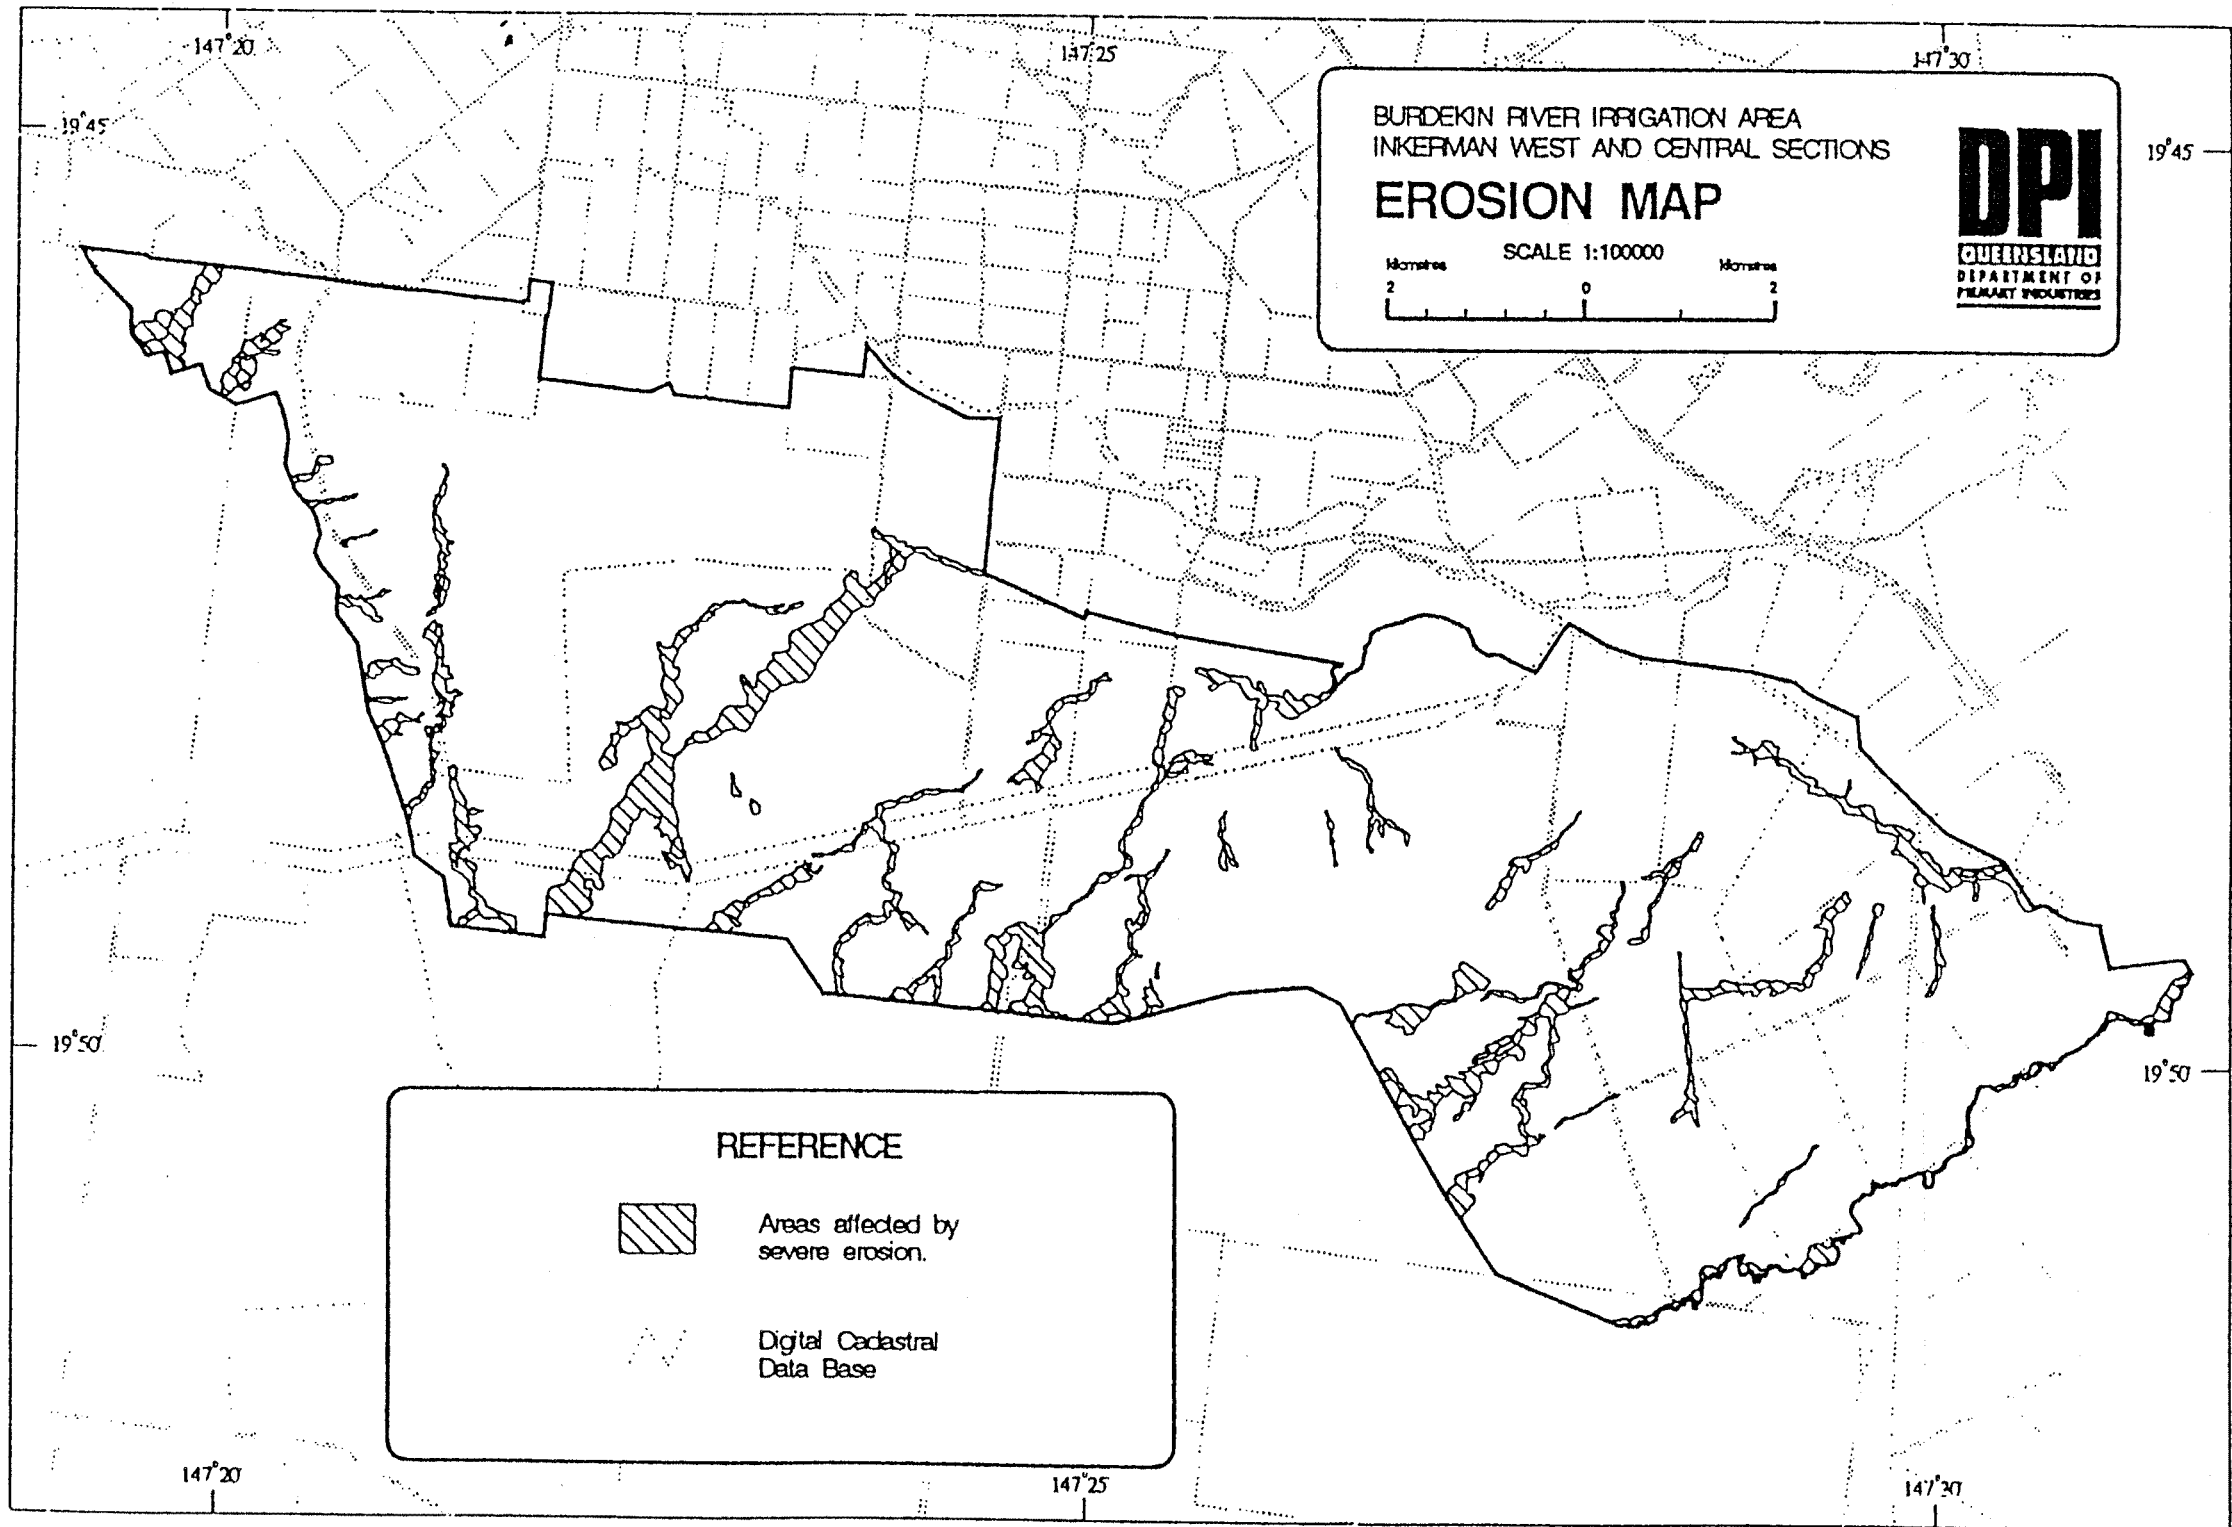 147°20'
147°25'
147°30'
19°45'
BURDEKIN RIVER IRRIGATION AREA
INKERMAN WEST AND CENTRAL SECTIONS
EROSION MAP
SCALE 1:100000
kilometres
kilometres
2
0
2
DPI
QUEENSLAND
DEPARTMENT OF
PRIMARY INDUSTRIES
19°45'
19°50'
19°50'
REFERENCE
Areas affected by
severe erosion.
Digital Cadastral
Data Base
147°20'
147°25'
147°30'